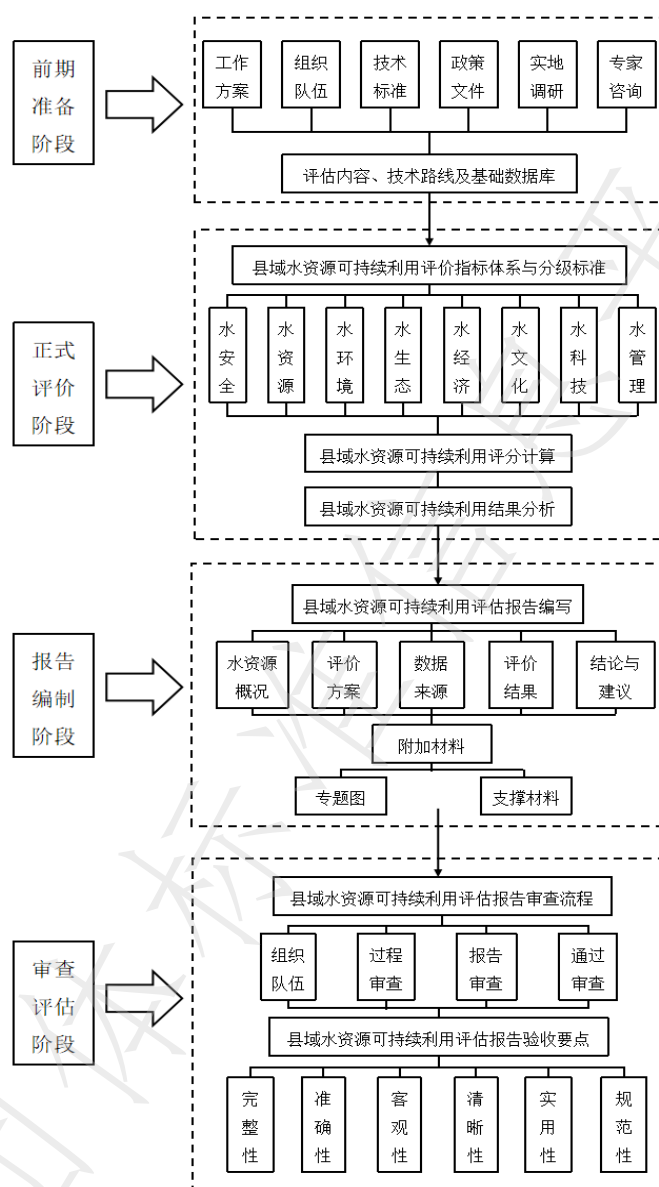 前期
准备
阶段
工作
方案
组织
队伍
技术
标准
政策
文件
实地
调研
专家
咨询
评估内容、技术路线及基础数据库
正式
评价
阶段
县域水资源可持续利用评价指标体系与分级标准
水
安
全
水
资
源
水
环
境
水
生
态
水
经
济
水
文
化
水
科
技
水
管
理
县域水资源可持续利用评分计算
县域水资源可持续利用结果分析
报告
编制
阶段
县域水资源可持续利用评估报告编写
水资源
概况
评价
方案
数据
来源
评价
结果
结论与
建议
附加材料
专题图
支撑材料
审查
评估
阶段
县域水资源可持续利用评估报告审查流程
组织
队伍
过程
审查
报告
审查
通过
审查
县域水资源可持续利用评估报告验收要点
完
整
性
准
确
性
客
观
性
清
晰
性
实
用
性
规
范
性
体标准信息平